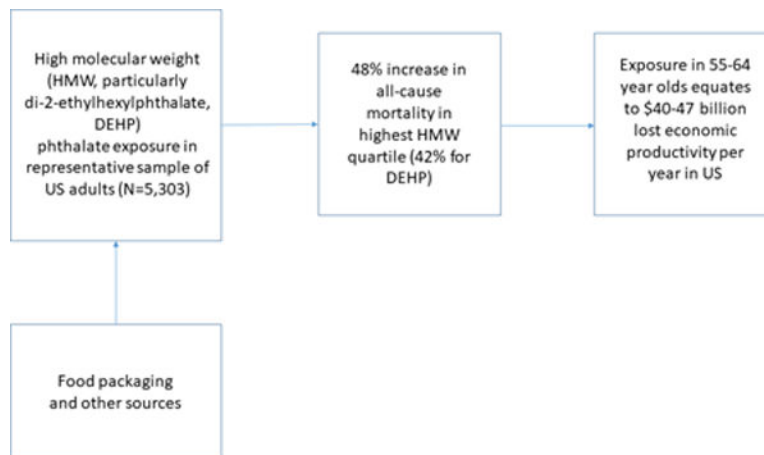 High molecular weight
(HMW, particularly
di-2-ethylhexylphthalate,
DEHP)
phthalate exposure in
representative sample of
US adults (N=5,303)
48% increase in
all-cause
mortality in
highest HMW
quartile (42% for
DEHP)
Exposure in 55-64
year olds equates
to $40-47 billion
lost economic
productivity per
year in US
Food packaging
and other sources